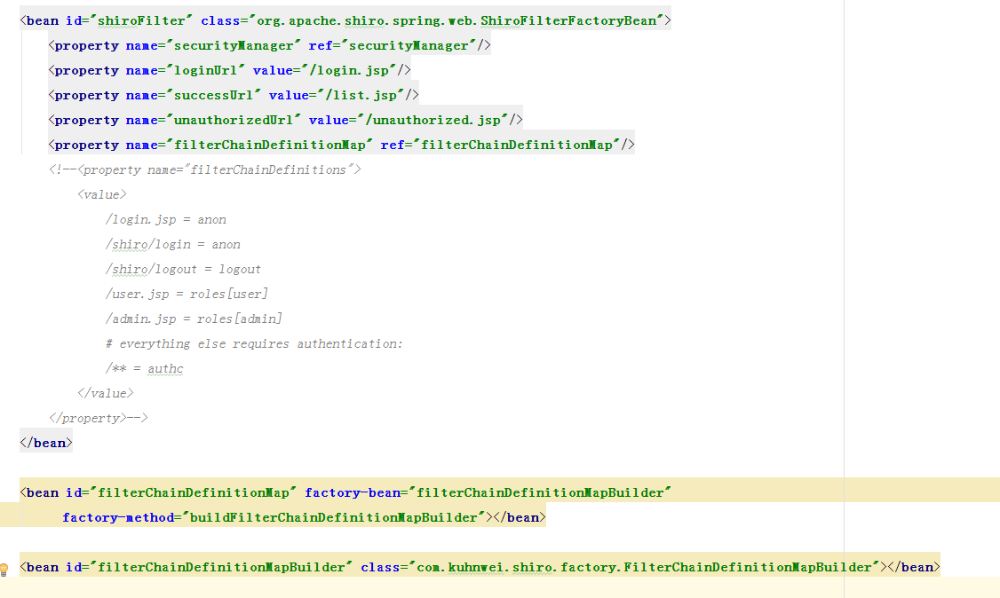 <bean id="shiroFilter" class="org.apache.shiro.spring.web.ShiroFilterFactoryBean">
<property name="securityManager" ref="securityManager"/>
<property name="loginUrl" value="/login.jsp"/>
<property name="successUrl" value="/list.jsp"/>
<property name="unauthorizedUrl" value="/unauthorized.jsp"/>
<property name="filterChainDefinitionMap" ref="filterChainDefinitionMap"/>
<!--<property name="filterChainDefinitions">
<value>
/login.jsp = anon
/shiro/login = anon
/shiro/logout = logout
/user.jsp = roles[user]
/admin.jsp = roles[admin]
# everything else requires authentication:
/** = authc
</value>
</property>-->
</bean>
<bean id="filterChainDefinitionMap" factory-bean="filterChainDefinitionMapBuilder"
factory-method="buildFilterChainDefinitionMapBuilder"></bean>
<bean id="filterChainDefinitionMapBuilder" class="com.kuhnwei.shiro.factory.FilterChainDefinitionMapBuilder"></bean>